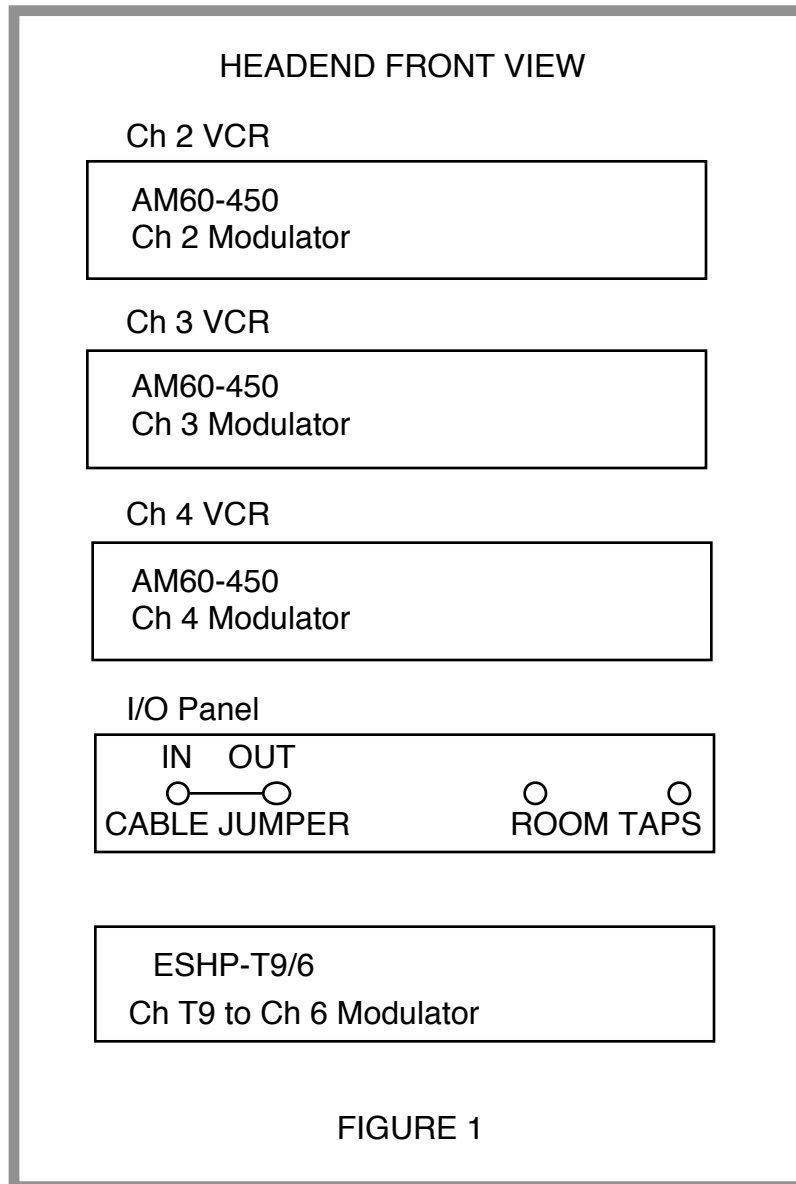 HEADEND FRONT VIEW
Ch 2 VCR
AM60-450
Ch 2 Modulator
Ch 3 VCR
AM60-450
Ch 3 Modulator
Ch 4 VCR
AM60-450
Ch 4 Modulator
I/O Panel
IN OUT
CABLE JUMPER ROOM TAPS
ESHP-T9/6
Ch T9 to Ch 6 Modulator
FIGURE 1